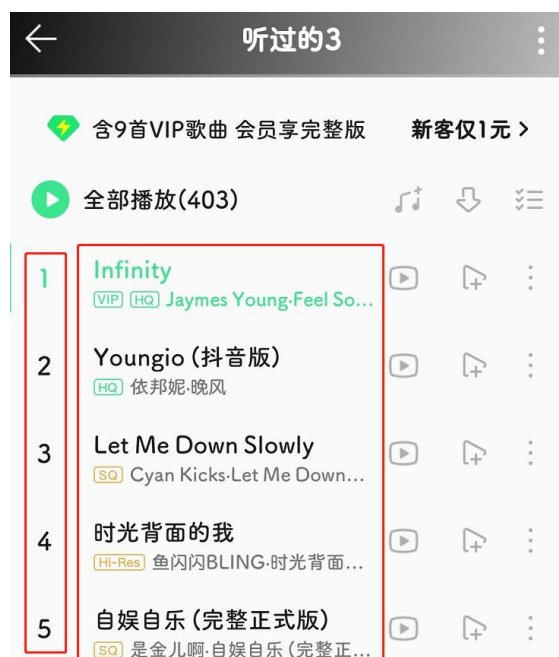 听过的3
含9首VIP歌曲 会员享完整版 新客仅1元 >
全部播放(403)
1 Infinity
VIP HQ Jaymes Young·Feel So...
2 Youngio (抖音版)
HQ 依邦妮·晚风
3 Let Me Down Slowly
SQ Cyan Kicks·Let Me Down...
4 时光背面的我
Hi-Res 鱼闪闪BLING·时光背面...
5 自娱自乐 (完整正式版)
SQ 是金儿啊·自娱自乐 (完整正...